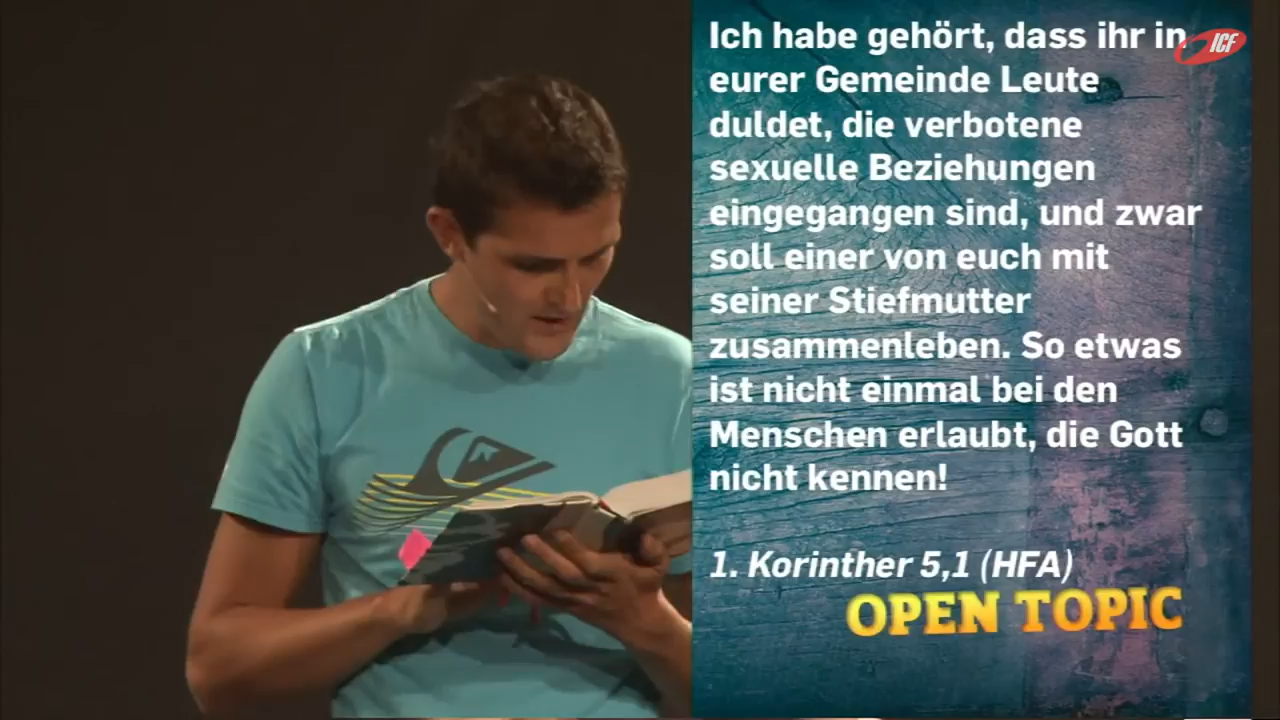 Ich habe gehört, dass ihr in
eurer Gemeinde Leute
duldet, die verbotene
sexuelle Beziehungen
eingegangen sind, und zwar
soll einer von euch mit
seiner Stiefmutter
zusammenleben. So etwas
ist nicht einmal bei den
Menschen erlaubt, die Gott
nicht kennen!
1. Korinther 5,1 (HFA)
OPEN TOPIC
ICF